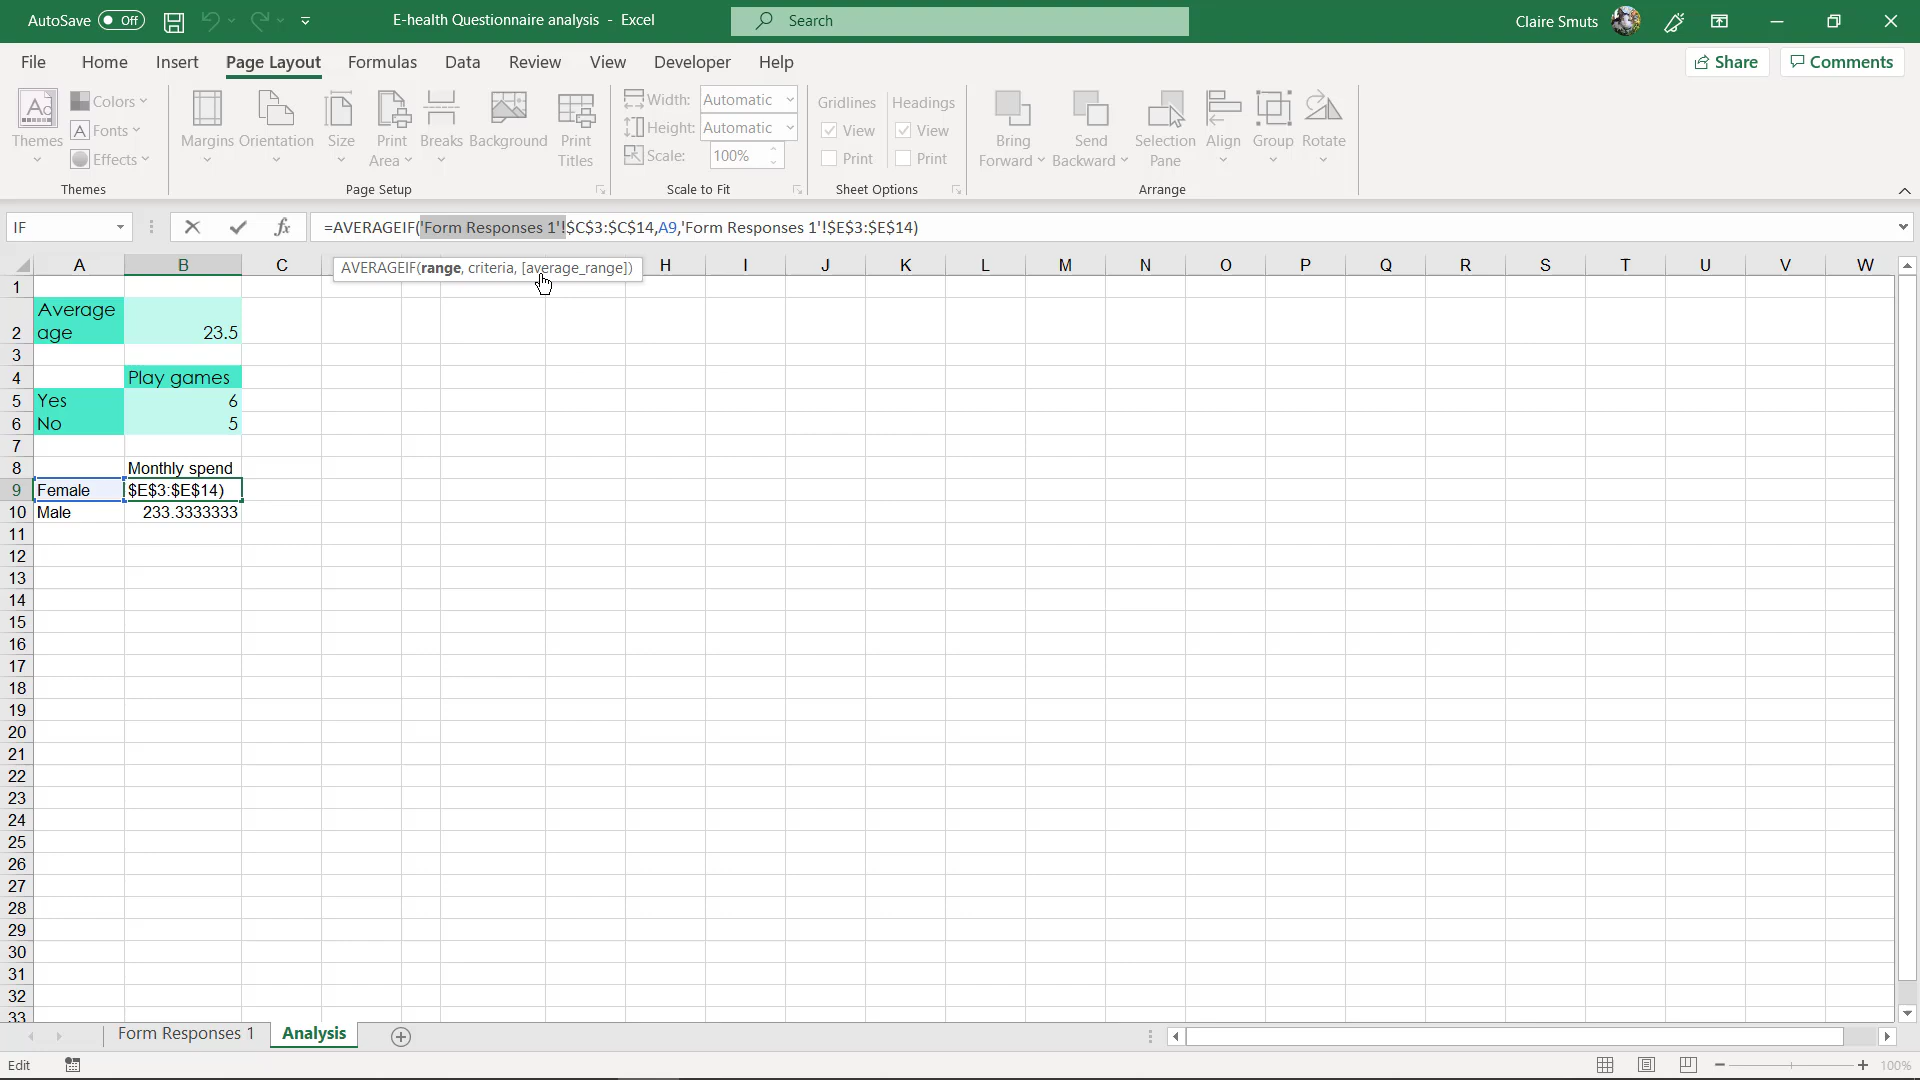 AutoSave Off E-health Questionnaire analysis - Excel Search Claire Smuts
File Home Insert Page Layout Formulas Data Review View Developer Help Share Comments
Aa
Themes
Colors
A Fonts
Effects
Themes
Margins Orientation Size Print Area Breaks Background Print Titles
Page Setup
Width: Automatic
Height: Automatic
Scale: 100%
Scale to Fit
Gridlines Headings
View View
Print Print
Sheet Options
Bring Forward Send Backward Selection Pane Align Group Rotate
Arrange
IF fx =AVERAGEIF('Form Responses 1'!$C$3:$C$14,A9,'Form Responses 1'!$E$3:$E$14)
AVERAGEIF(range, criteria, [average_range])
A B C H I J K L M N O P Q R S T U V W
1
2 Average age 23.5
3
4 Play games
5 Yes 6
6 No 5
7
8 Monthly spend
9 Female $E$3:$E$14)
10 Male 233.3333333
11
12
13
14
15
16
17
18
19
20
21
22
23
24
25
26
27
28
29
30
31
32
33
Form Responses 1 Analysis
Edit 100%